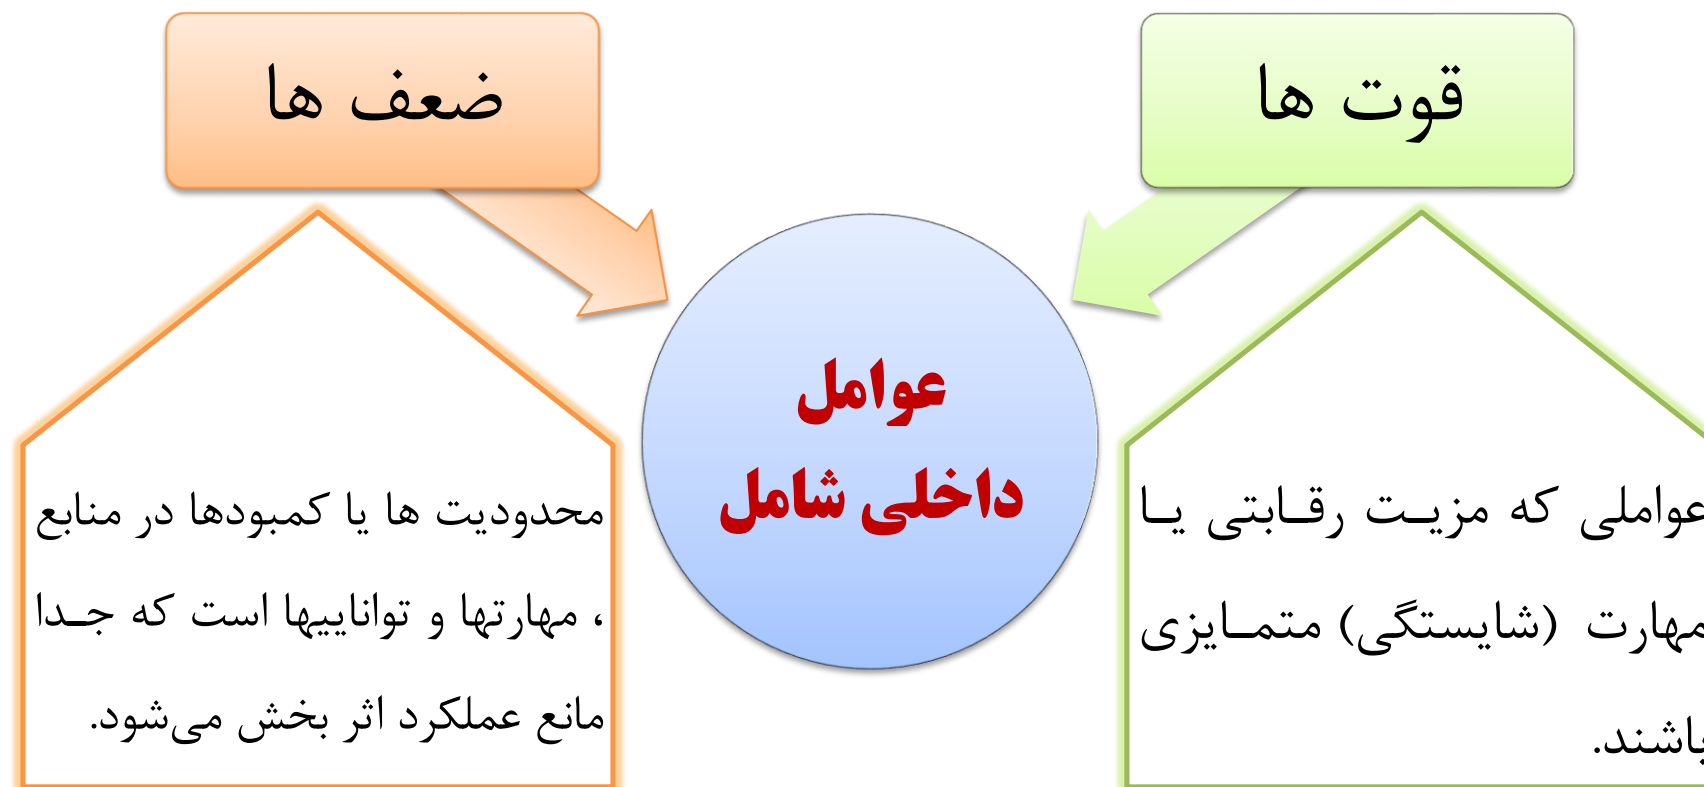 قوت ها
ضعف ها
عوامل
داخلی شامل
عواملی که مزیت رقابتی یا
مهارت (شایستگی) متمایزی
باشند.
محدودیت ها یا کمبودها در منابع
، مهارتها و تواناییها است که جدا
مانع عملکرد اثر بخش می‌شود.